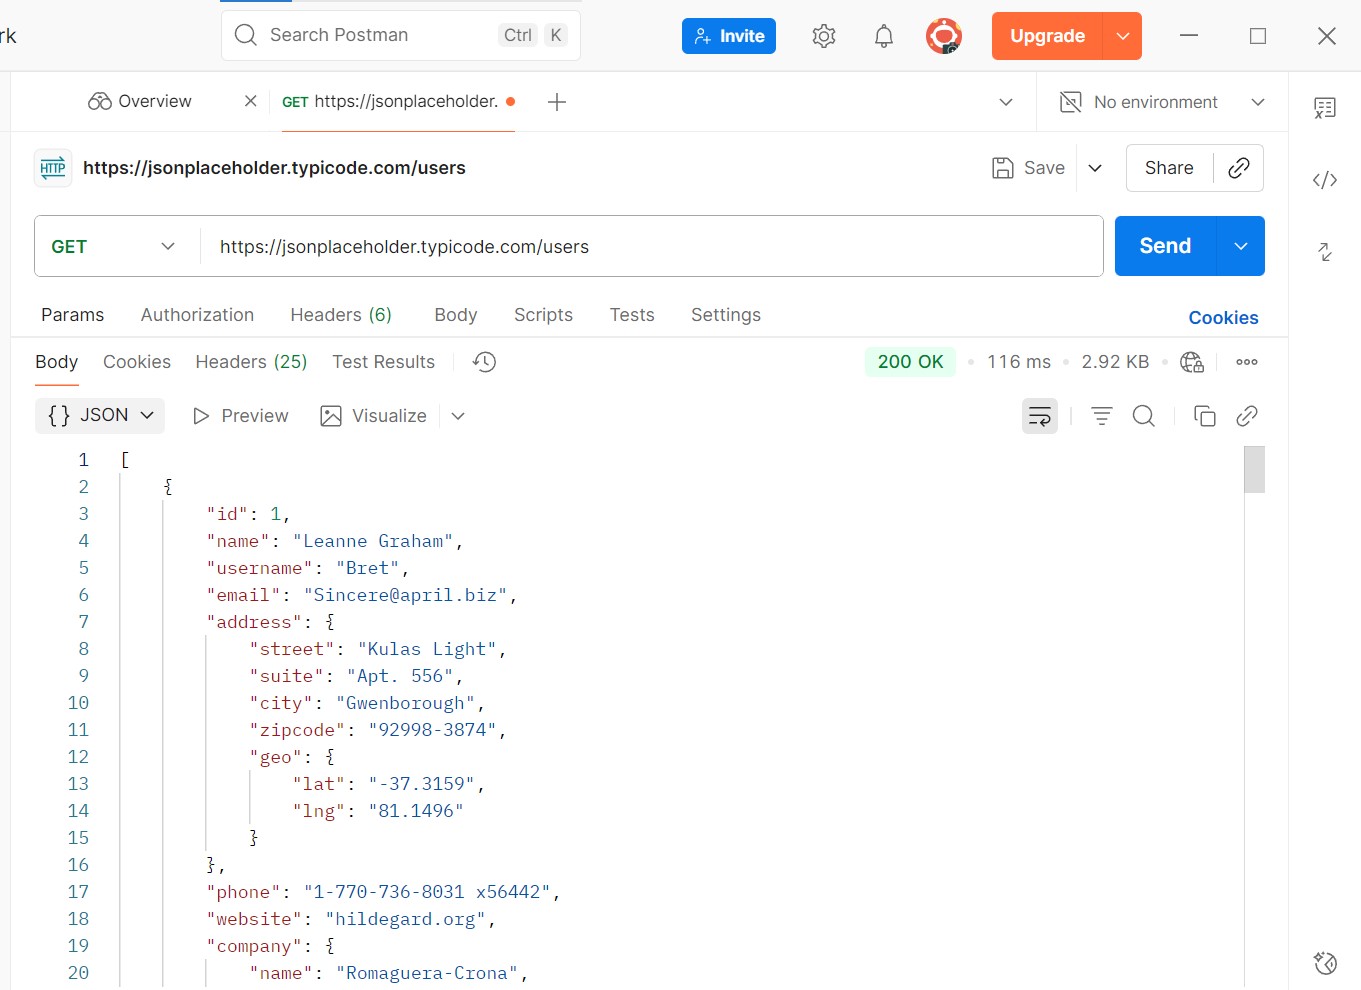 rk
Search Postman Ctrl K
Invite
Upgrade
Overview
GET https://jsonplaceholder.
No environment
HTTP https://jsonplaceholder.typicode.com/users
Save
Share
GET https://jsonplaceholder.typicode.com/users
Send
Params Authorization Headers (6) Body Scripts Tests Settings
Cookies
Body Cookies Headers (25) Test Results
200 OK • 116 ms • 2.92 KB
{} JSON Preview Visualize
1 [
2 {
3 "id": 1,
4 "name": "Leanne Graham",
5 "username": "Bret",
6 "email": "Sincere@april.biz",
7 "address": {
8 "street": "Kulas Light",
9 "suite": "Apt. 556",
10 "city": "Gwenborough",
11 "zipcode": "92998-3874",
12 "geo": {
13 "lat": "-37.3159",
14 "lng": "81.1496"
15 }
16 },
17 "phone": "1-770-736-8031 x56442",
18 "website": "hildegard.org",
19 "company": {
20 "name": "Romaguera-Crona",